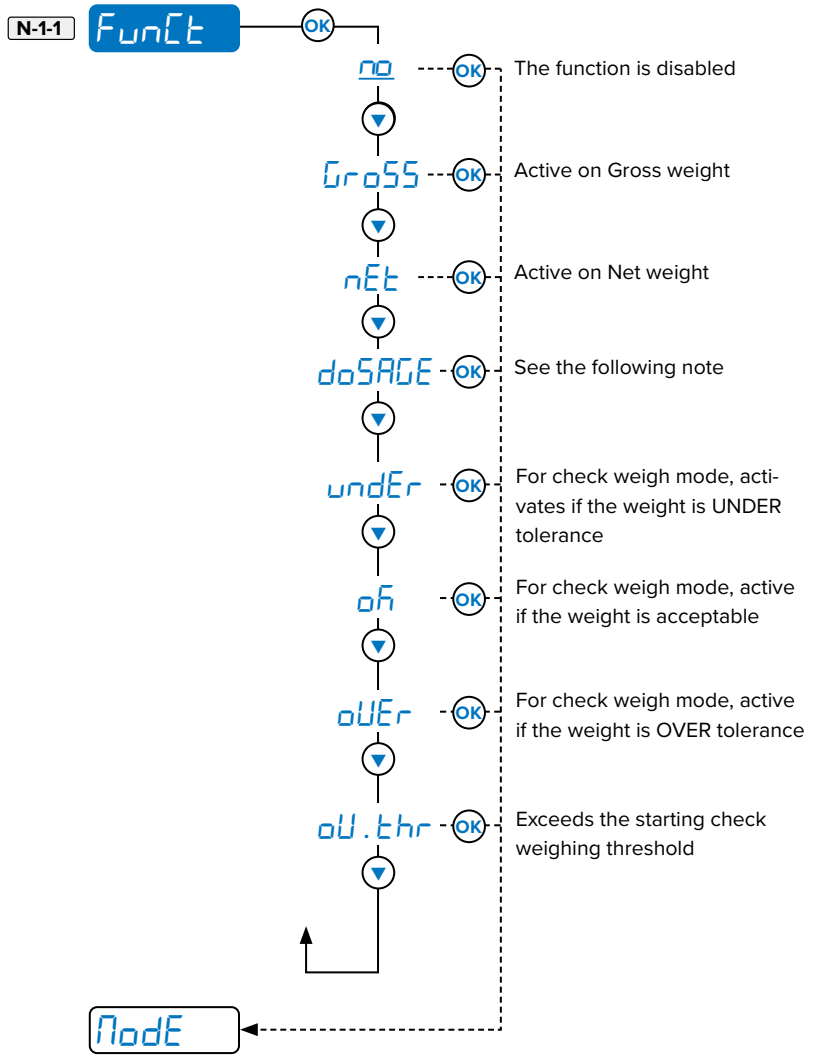 N-1-1 FunCt OK
no OK The function is disabled
GroSS OK Active on Gross weight
nEt OK Active on Net weight
doSAGE OK See the following note
undEr OK For check weigh mode, acti-
vates if the weight is UNDER
tolerance
oK OK For check weigh mode, active
if the weight is acceptable
oVEr OK For check weigh mode, active
if the weight is OVER tolerance
oV.thr OK Exceeds the starting check
weighing threshold
ModE